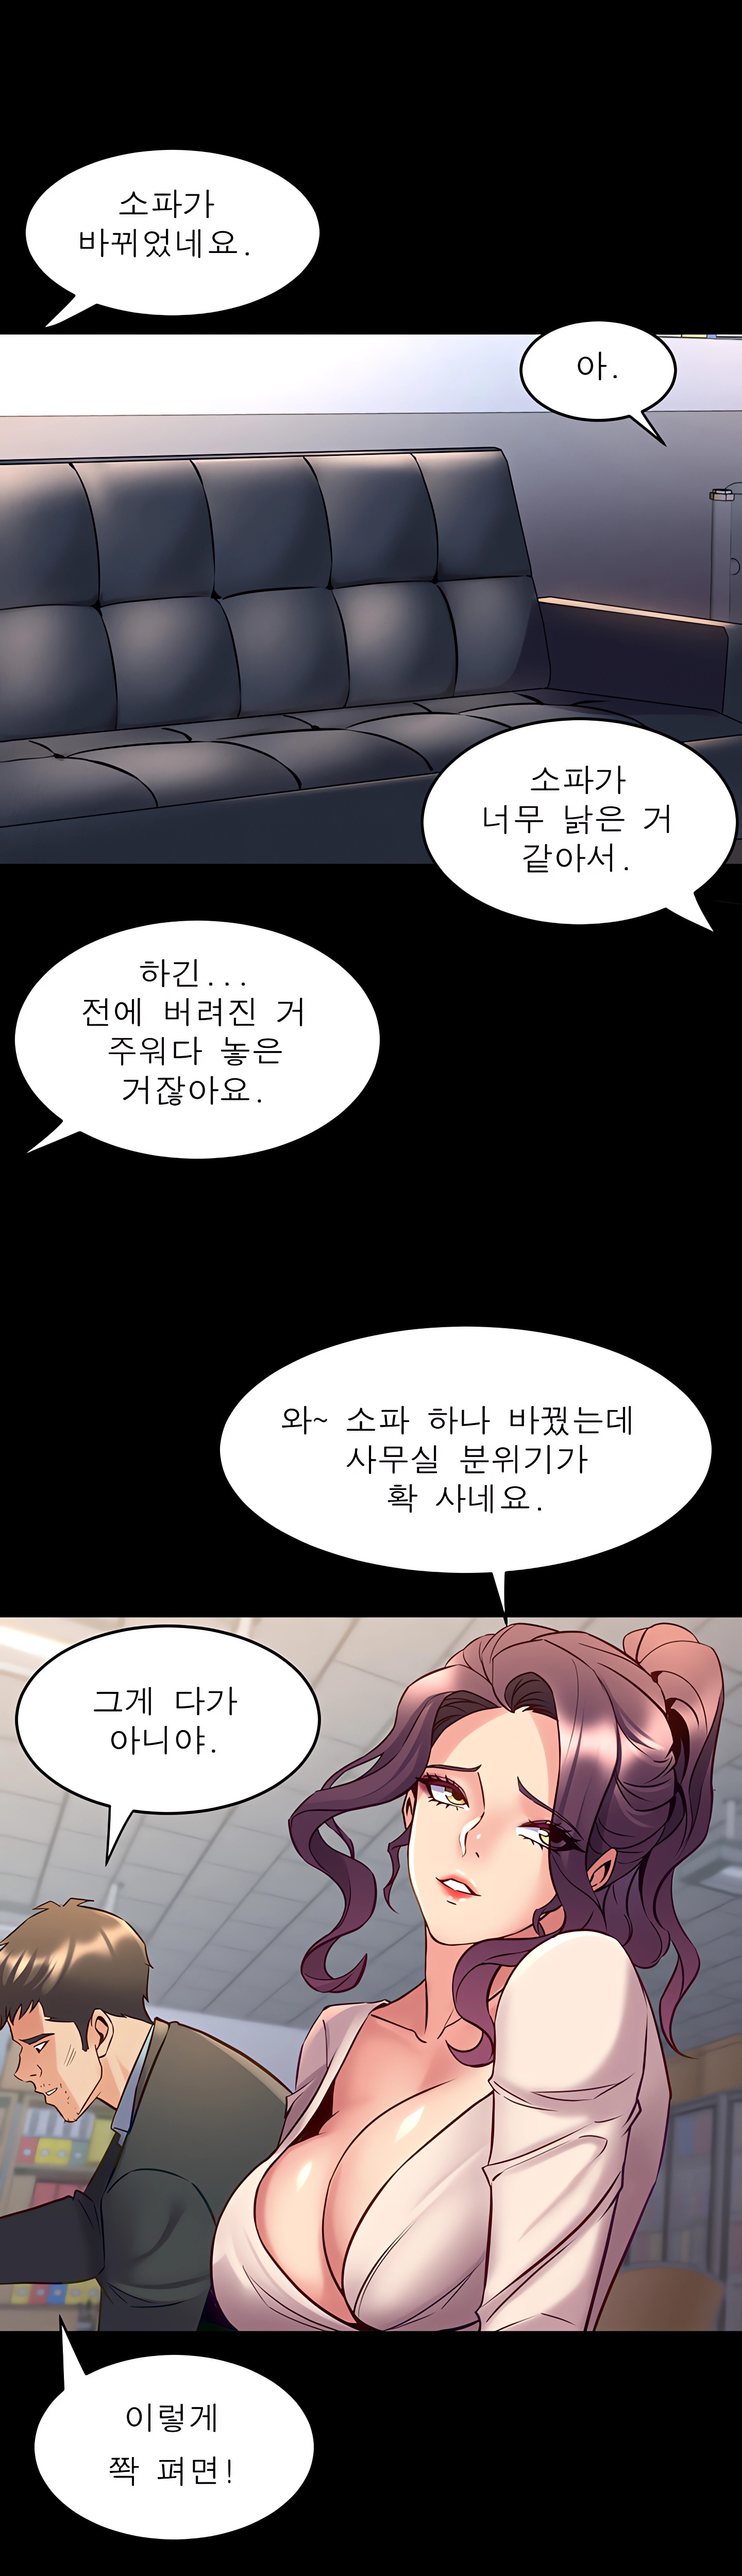 소파가
바뀌었네요.
아.
소파가
너무 낡은 거
같아서.
하긴...
전에 버려진 거
주워다 놓은
거잖아요.
와~ 소파 하나 바꿨는데
사무실 분위기가
확 사네요.
그게 다가
아니야.
이렇게
쫙 펴면!